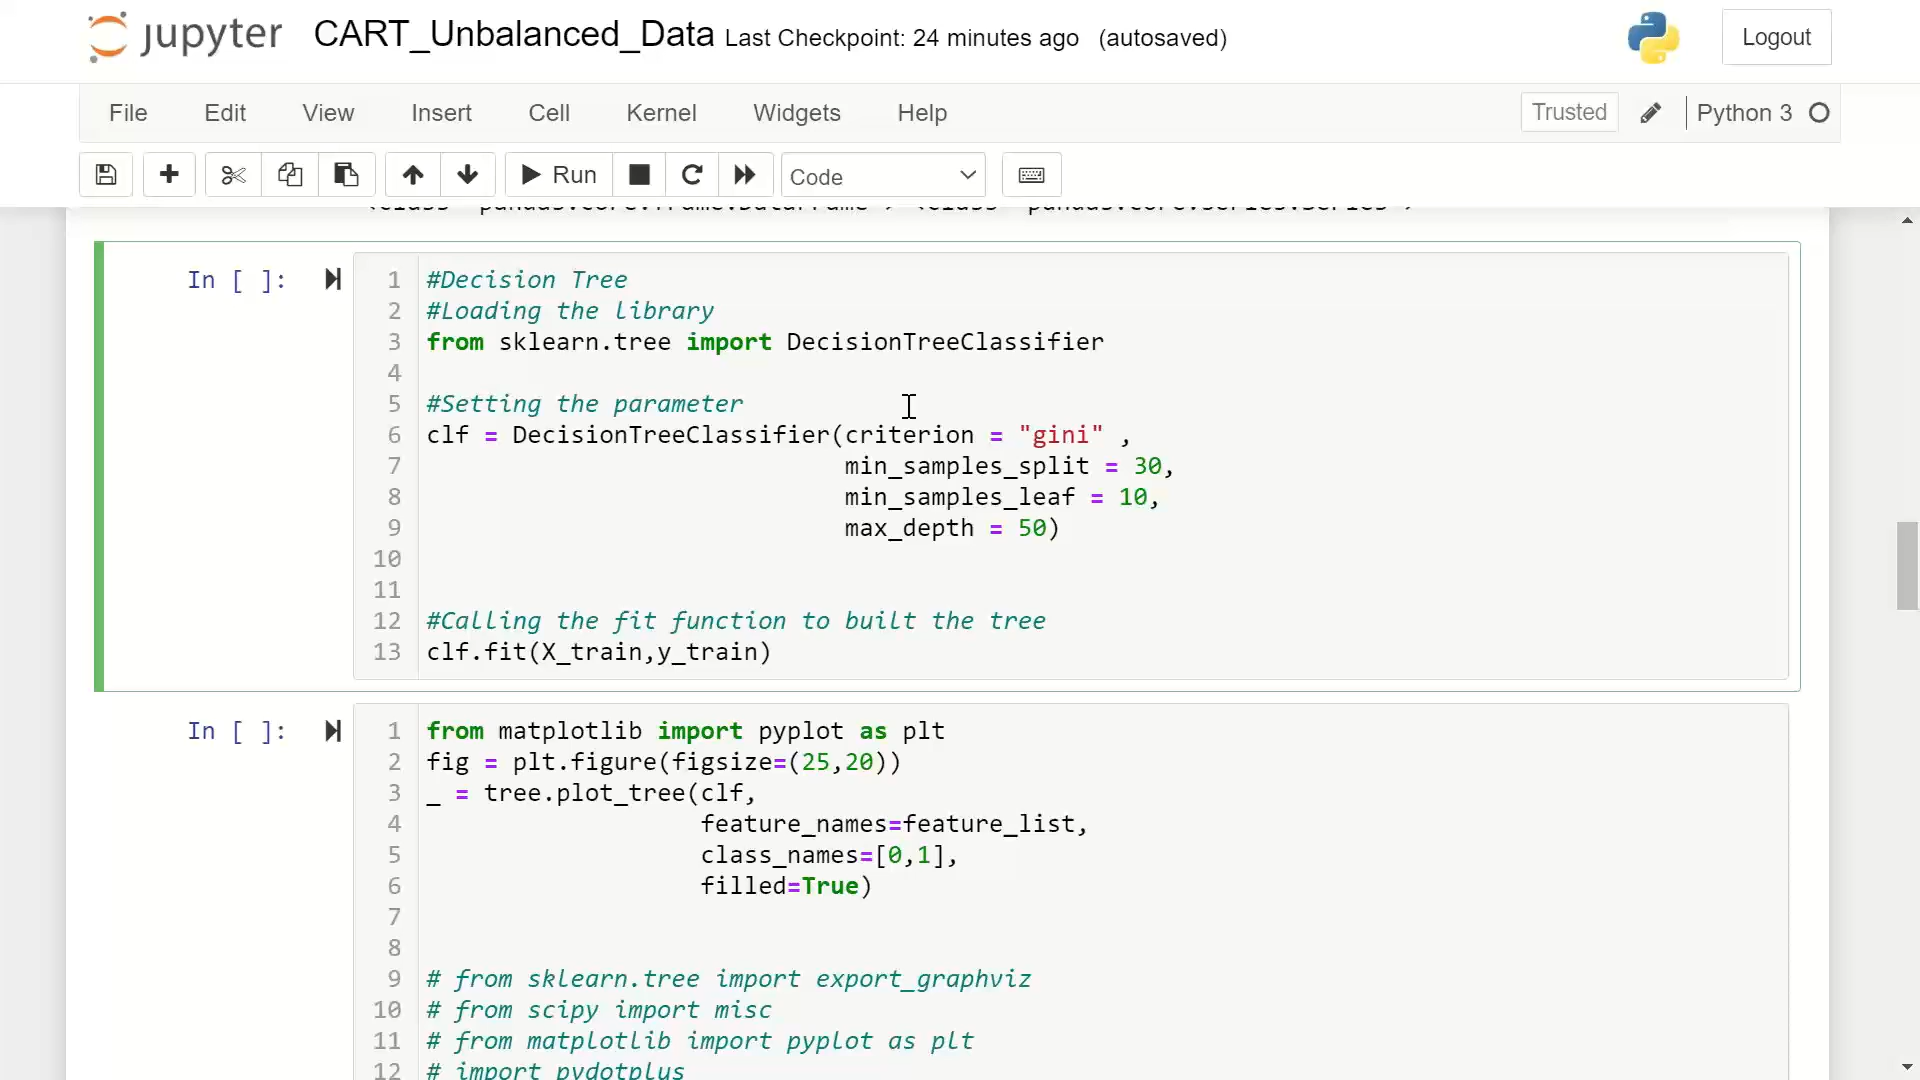 jupyter CART_Unbalanced_Data Last Checkpoint: 24 minutes ago (autosaved) Logout
File Edit View Insert Cell Kernel Widgets Help Trusted Python 3
Run Code
In [ ]:
1 #Decision Tree
2 #Loading the library
3 from sklearn.tree import DecisionTreeClassifier
4
5 #Setting the parameter
6 clf = DecisionTreeClassifier(criterion = "gini" ,
7 min_samples_split = 30,
8 min_samples_leaf = 10,
9 max_depth = 50)
10
11
12 #Calling the fit function to built the tree
13 clf.fit(X_train,y_train)
In [ ]:
1 from matplotlib import pyplot as plt
2 fig = plt.figure(figsize=(25,20))
3 _ = tree.plot_tree(clf,
4 feature_names=feature_list,
5 class_names=[0,1],
6 filled=True)
7
8
9 # from sklearn.tree import export_graphviz
10 # from scipy import misc
11 # from matplotlib import pyplot as plt
12 # import pydotplus